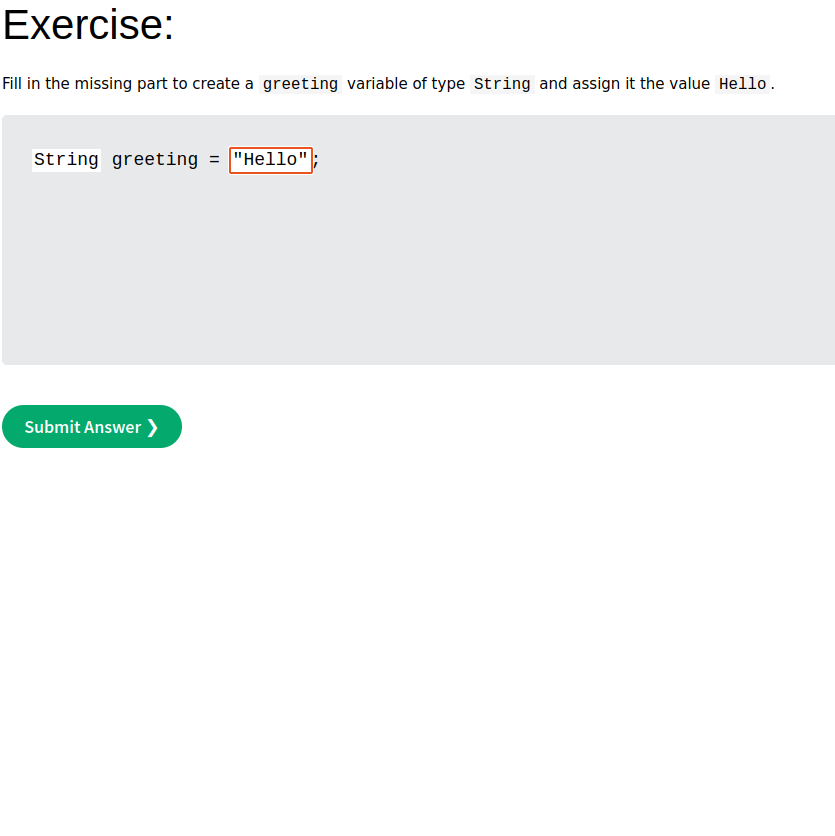 Exercise:
Fill in the missing part to create a greeting variable of type String and assign it the value Hello.
String greeting = "Hello";
Submit Answer ❯